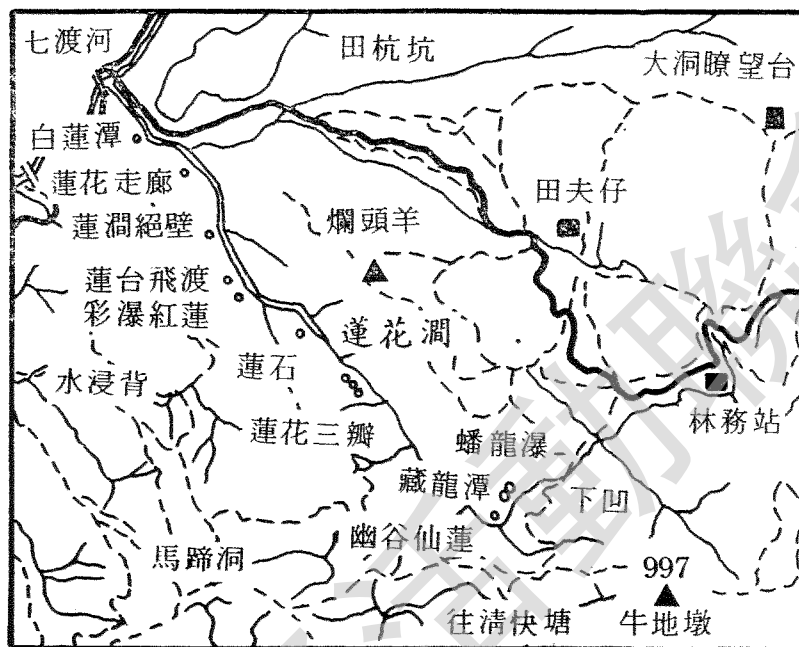 七渡河
田杭坑
大洞瞭望台
白蓮潭
蓮花走廊
田夫仔
蓮澗絕壁
爛頭羊
蓮台飛渡
彩瀑紅蓮
蓮花澗
蓮石
水浸背
蓮花三瓣
林務站
蟠龍瀑
藏龍潭
下凹
幽谷仙蓮
馬蹄洞
997
往清快塘
牛地墩